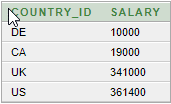 COUNTRY_ID SALARY
DE 10000
CA 19000
UK 341000
US 361400